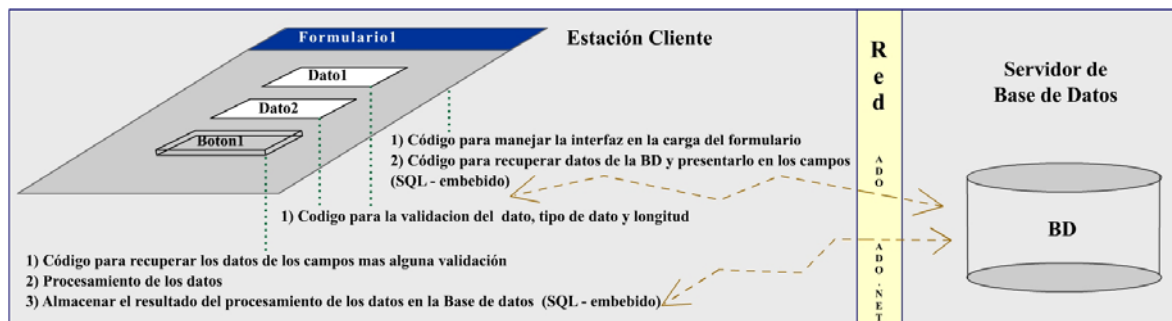 Formulario1
Estación Cliente
Dato1
Dato2
Boton1
1) Código para manejar la interfaz en la carga del formulario
2) Código para recuperar datos de la BD y presentarlo en los campos
(SQL - embebido)
1) Codigo para la validacion del dato, tipo de dato y longitud
1) Código para recuperar los datos de los campos mas alguna validación
2) Procesamiento de los datos
3) Almacenar el resultado del procesamiento de los datos en la Base de datos (SQL - embebido)
Red
ADO
ADO.NET
Servidor de
Base de Datos
BD